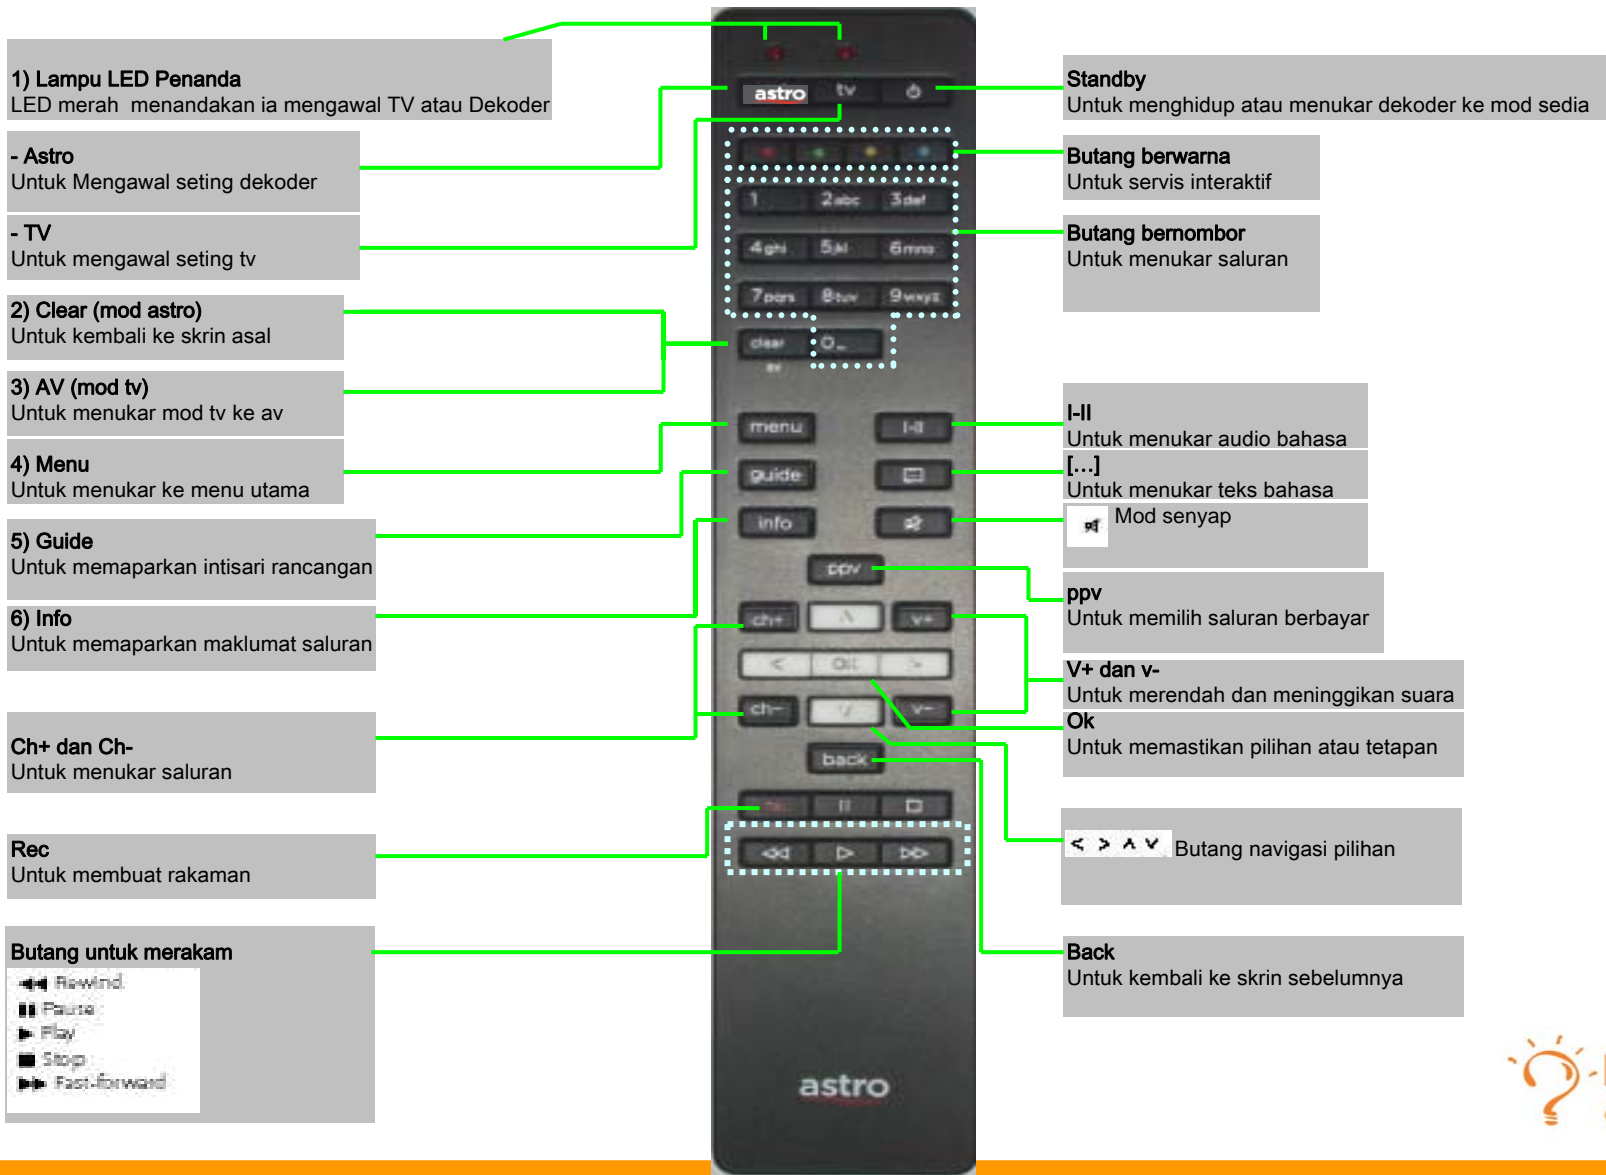 1) Lampu LED Penanda
LED merah menandakan ia mengawal TV atau Dekoder
- Astro
Untuk Mengawal seting dekoder
- TV
Untuk mengawal seting tv
2) Clear (mod astro)
Untuk kembali ke skrin asal
3) AV (mod tv)
Untuk menukar mod tv ke av
4) Menu
Untuk menukar ke menu utama
5) Guide
Untuk memaparkan intisari rancangan
6) Info
Untuk memaparkan maklumat saluran
Ch+ dan Ch-
Untuk menukar saluran
Rec
Untuk membuat rakaman
Butang untuk merakam
Rewind
Pause
Play
Stop
Fast-forward
astro tv
1 2abc 3def
4ghi 5jkl 6mno
7pqrs 8tuv 9wxyz
clear 0_
av
menu I-II
guide
info
ppv
ch+ ^ v+
< OK >
ch- v v-
back
astro
Standby
Untuk menghidup atau menukar dekoder ke mod sedia
Butang berwarna
Untuk servis interaktif
Butang bernombor
Untuk menukar saluran
I-II
Untuk menukar audio bahasa
[…]
Untuk menukar teks bahasa
Mod senyap
ppv
Untuk memilih saluran berbayar
V+ dan v-
Untuk merendah dan meninggikan suara
Ok
Untuk memastikan pilihan atau tetapan
< > ^ v Butang navigasi pilihan
Back
Untuk kembali ke skrin sebelumnya